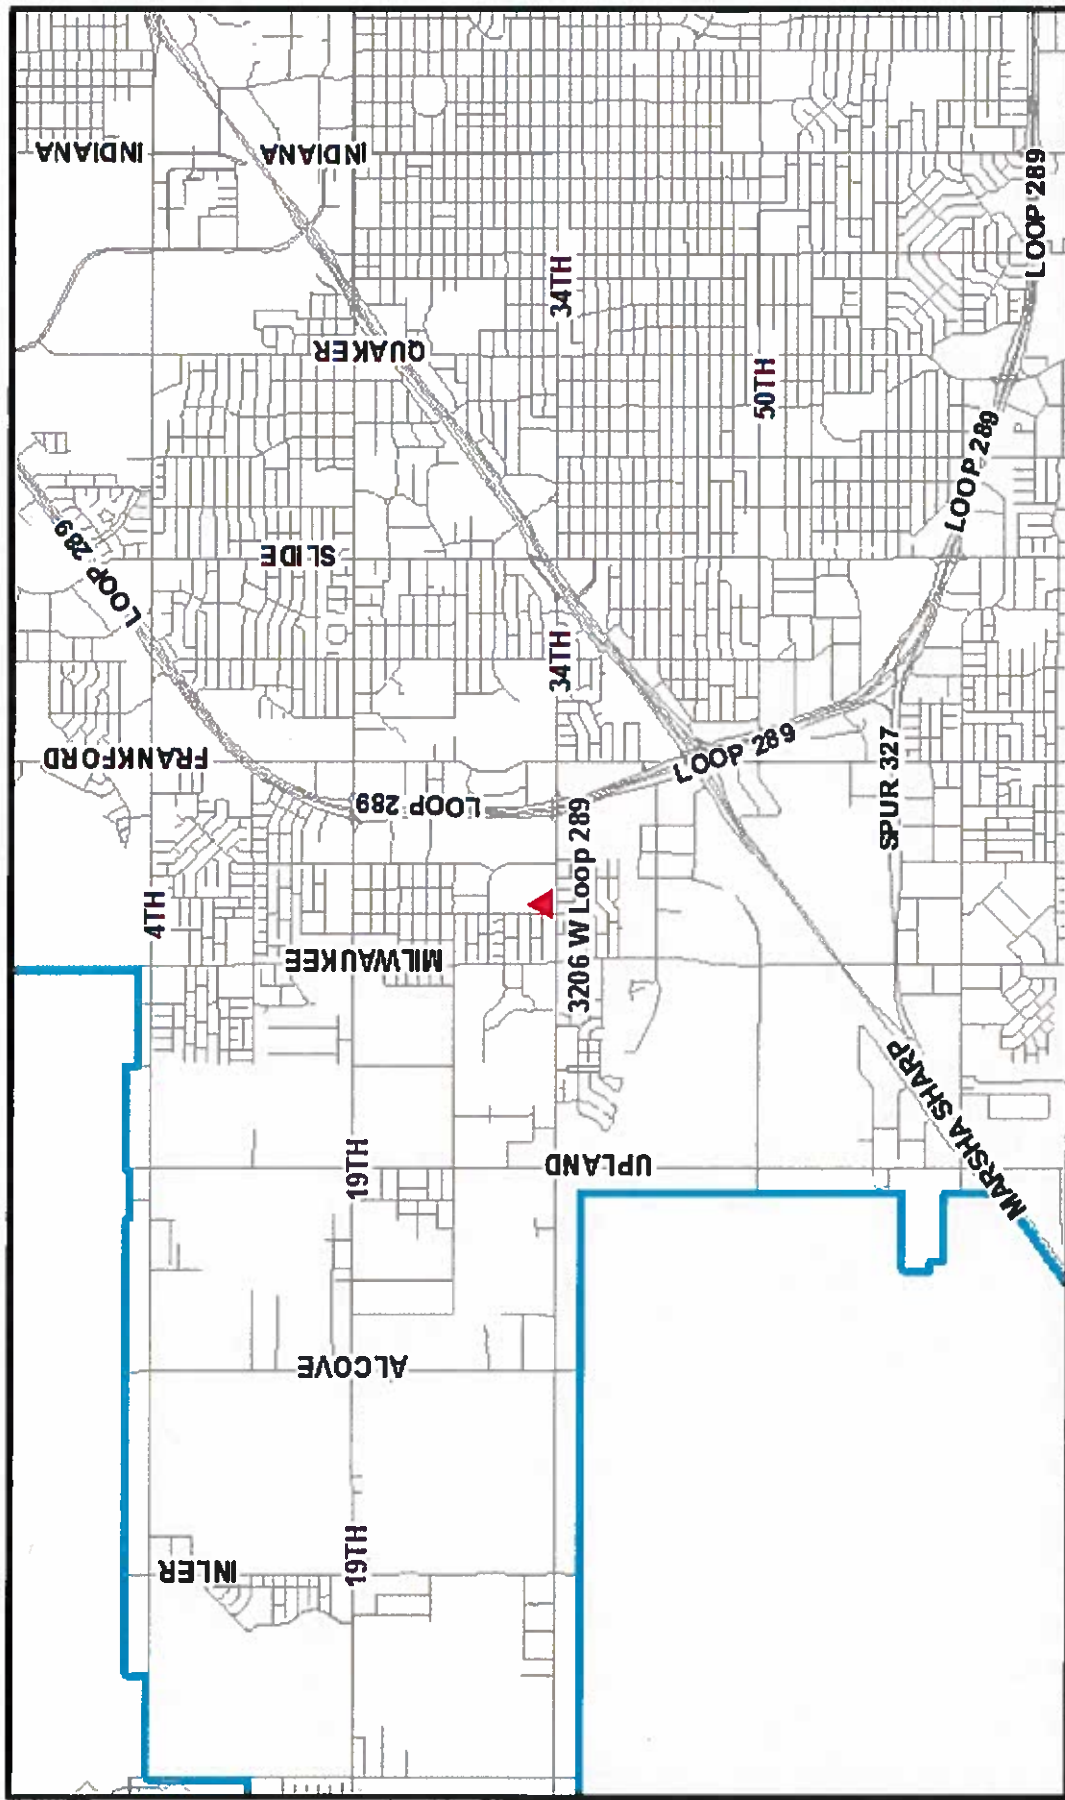 INDIANA
INDIANA
QUAKER
34TH
LOOP 289
50TH
LOOP 289
LOOP 289
SLIDE
34TH
FRANKFORD
LOOP 289
LOOP 289
SPUR 327
4TH
MILWAUKEE
3206 W Loop 289
MARSHA SHARP
19TH
UPLAND
ALCOVE
19TH
INLER